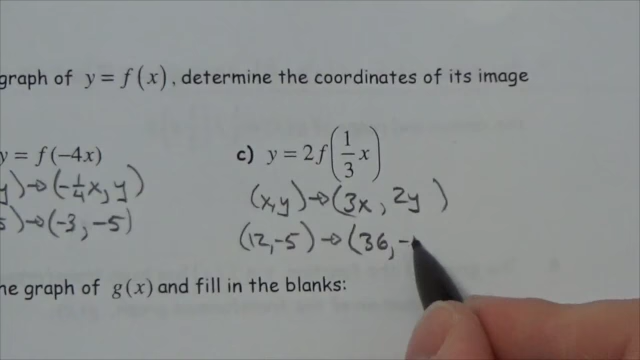 graph of y = f(x), determine the coordinates of its image
y = f(-4x)
c) y = 2f(1/3 x)
y) → (-1/4x, y)
(x,y) → (3x, 2y)
5) → (-3, -5)
(12,-5) → (36,-
he graph of g(x) and fill in the blanks: